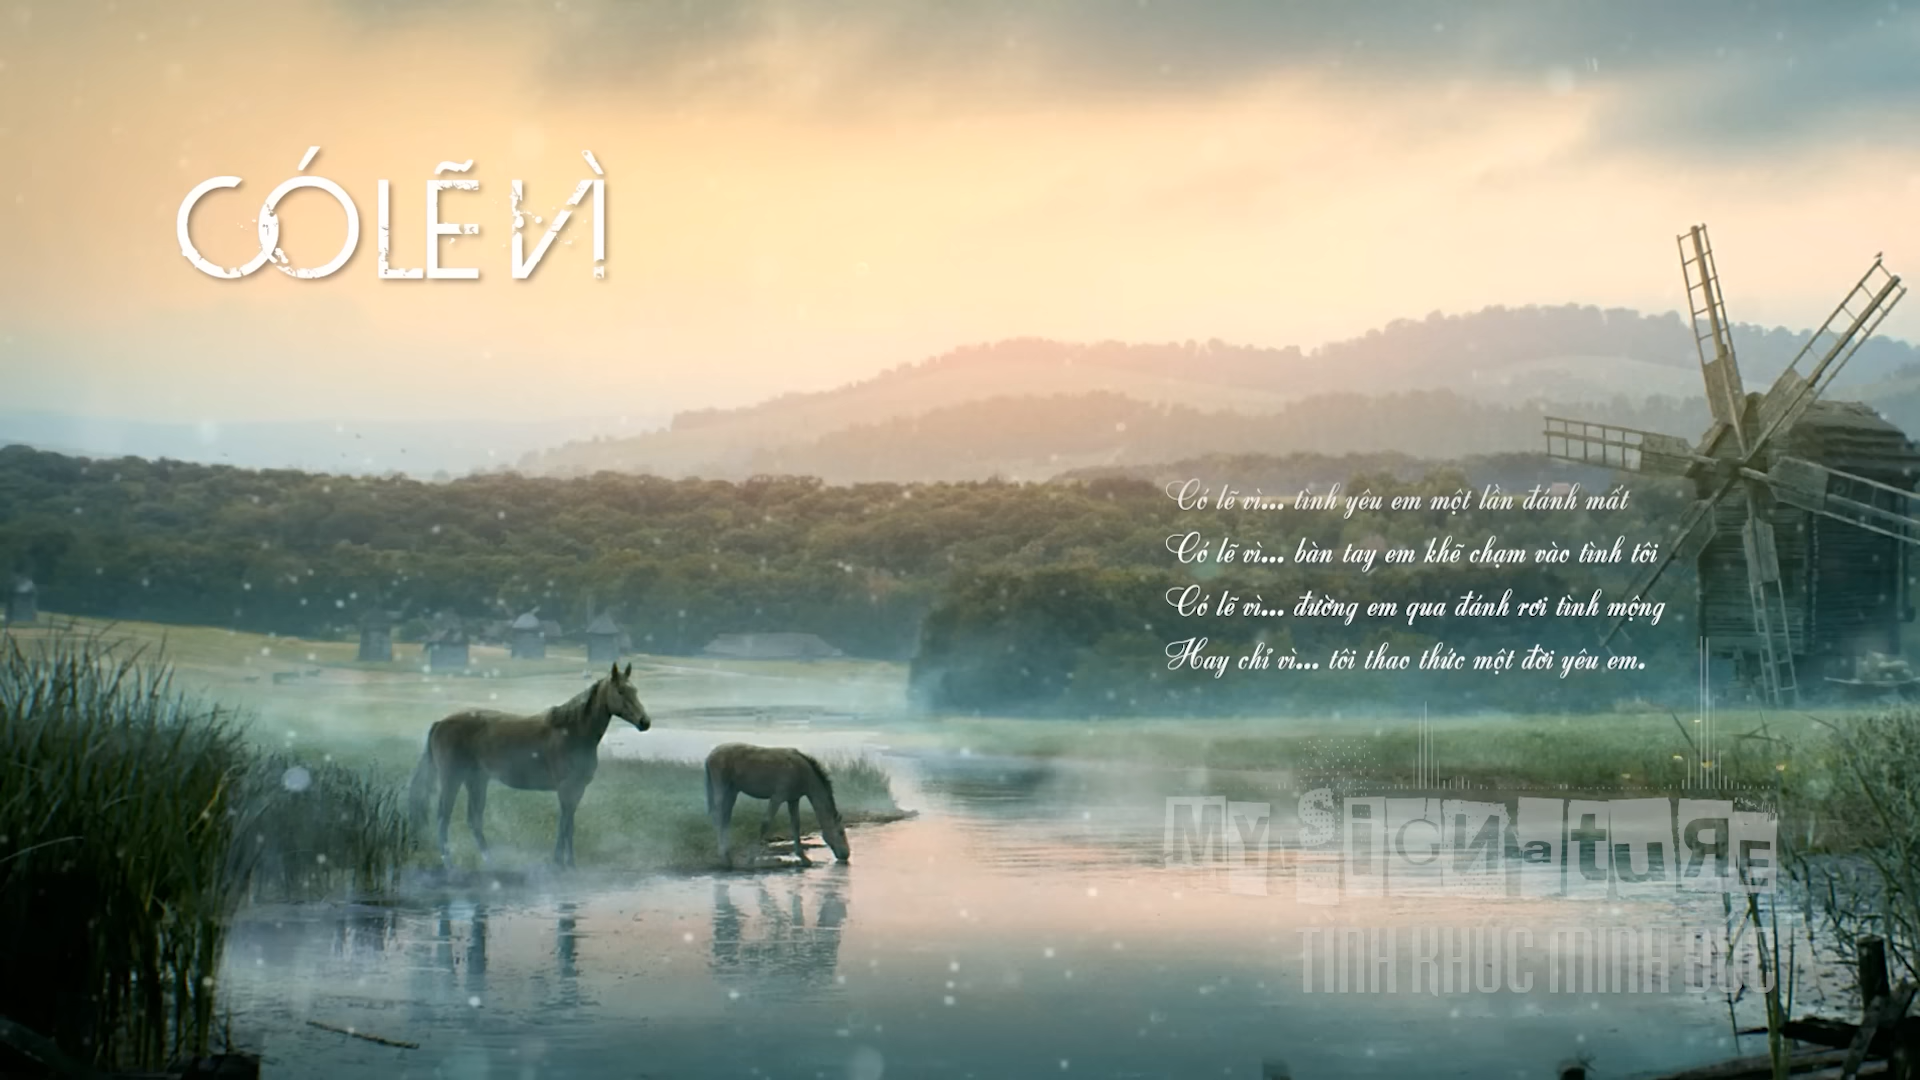 CÓ LẼ VÌ
Có lẽ vì... tình yêu em một lần đánh mất
Có lẽ vì... bàn tay em khẽ chạm vào tình tôi
Có lẽ vì... đường em qua đánh rơi tình mộng
Hay chỉ vì... tôi thao thức một đời yêu em.
MY SiGNatuRE
TÌNH KHÚC MINH ĐỨC